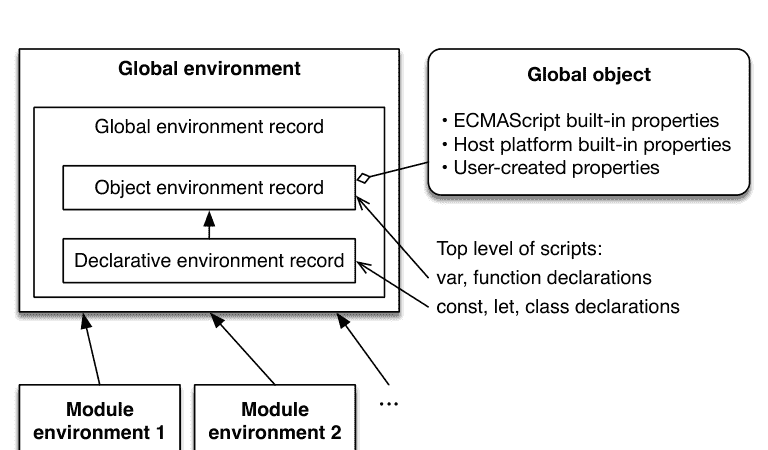 Global environment
Global environment record
Object environment record
Declarative environment record
Global object
• ECMAScript built-in properties
• Host platform built-in properties
• User-created properties
Top level of scripts:
var, function declarations
const, let, class declarations
Module
environment 1
Module
environment 2
...